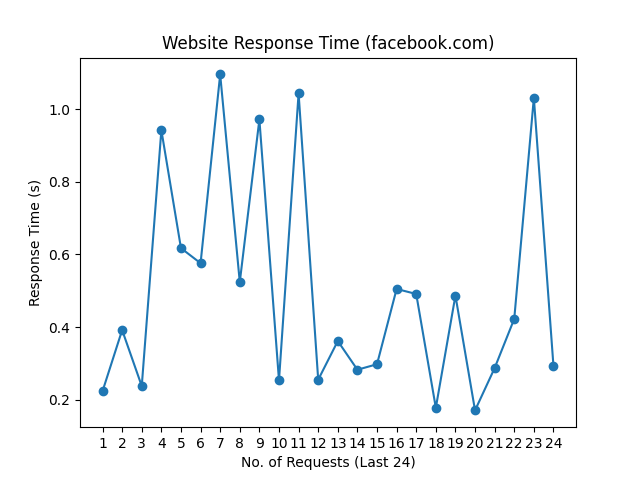 Website Response Time (facebook.com)
1.0
0.8
0.6
0.4
0.2
Response Time (s)
1 2 3 4 5 6 7 8 9 10 11 12 13 14 15 16 17 18 19 20 21 22 23 24
No. of Requests (Last 24)